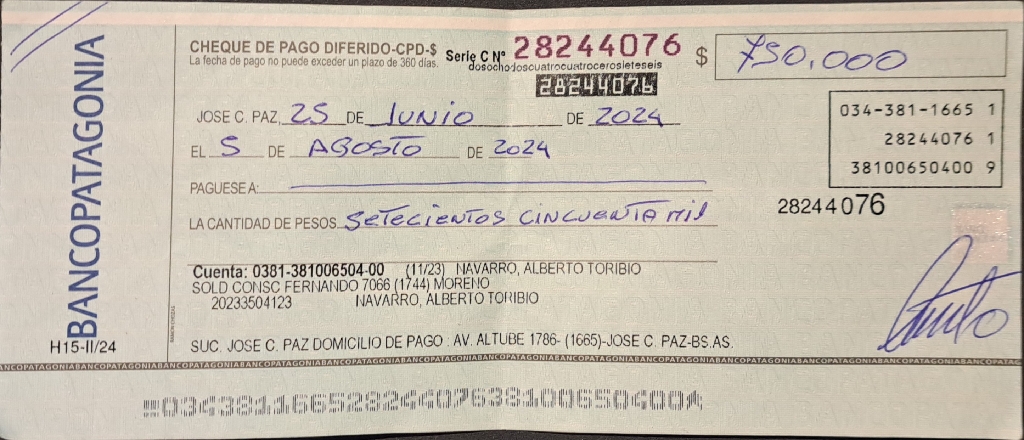 BANCOPATAGONIA
H15-II/24
CHEQUE DE PAGO DIFERIDO-CPD-$
La fecha de pago no puede exceder un plazo de 360 días.
Serie C Nº 28244076
dosochodoscuatrocuatrocerosieteseis
28244076
$ 750.000
034-381-1665 1
28244076 1
38100650400 9
28244076
JOSE C. PAZ, 25 DE JUNIO DE 2024
EL 5 DE AGOSTO DE 2024
PAGUESE A:
LA CANTIDAD DE PESOS SETECIENTOS CINCUENTA MIL
Cuenta: 0381-381006504-00 (11/23) NAVARRO, ALBERTO TORIBIO
SOLD CONSC FERNANDO 7066 (1744) MORENO
20233504123 NAVARRO, ALBERTO TORIBIO
SUC. JOSE C. PAZ DOMICILIO DE PAGO : AV. ALTUBE 1786- (1665)-JOSE C. PAZ-BS.AS.
BANCOPATAGONIABANCOPATAGONIABANCOPATAGONIA
03438116652824407638100650400